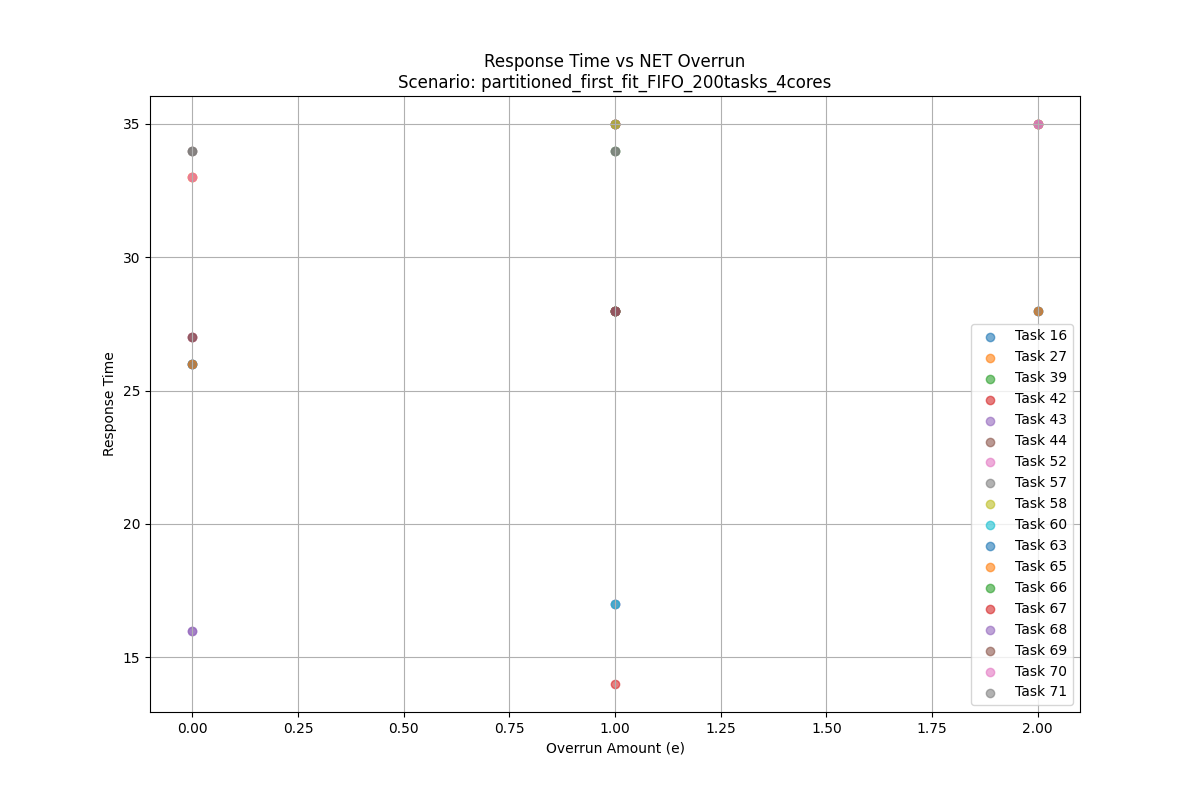 Response Time vs NET Overrun
Scenario: partitioned_first_fit_FIFO_200tasks_4cores
35
30
25
20
15
Response Time
0.00 0.25 0.50 0.75 1.00 1.25 1.50 1.75 2.00
Overrun Amount (e)
Task 16
Task 27
Task 39
Task 42
Task 43
Task 44
Task 52
Task 57
Task 58
Task 60
Task 63
Task 65
Task 66
Task 67
Task 68
Task 69
Task 70
Task 71